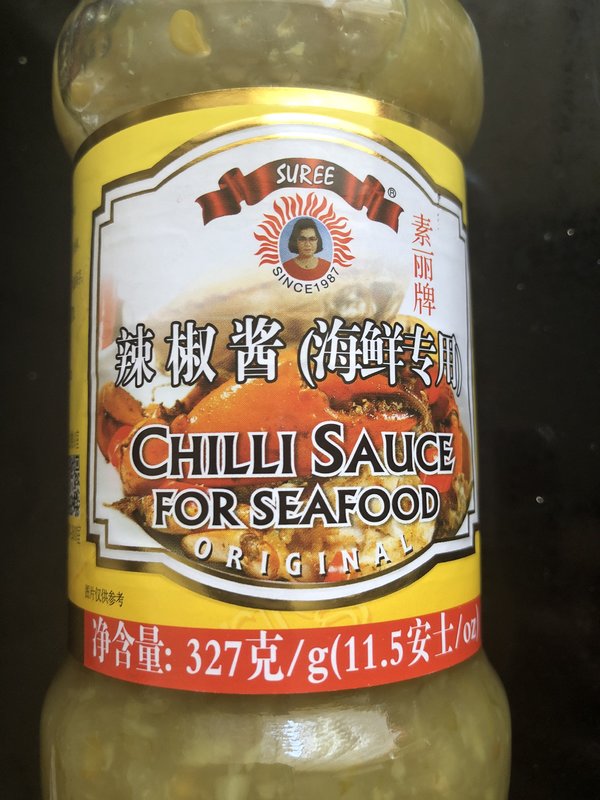 SUREE
®
SINCE1987
素丽牌
辣椒酱(海鲜专用)
CHILLI SAUCE
FOR SEAFOOD
ORIGINAL
图片仅供参考
净含量: 327克/g(11.5安士/oz